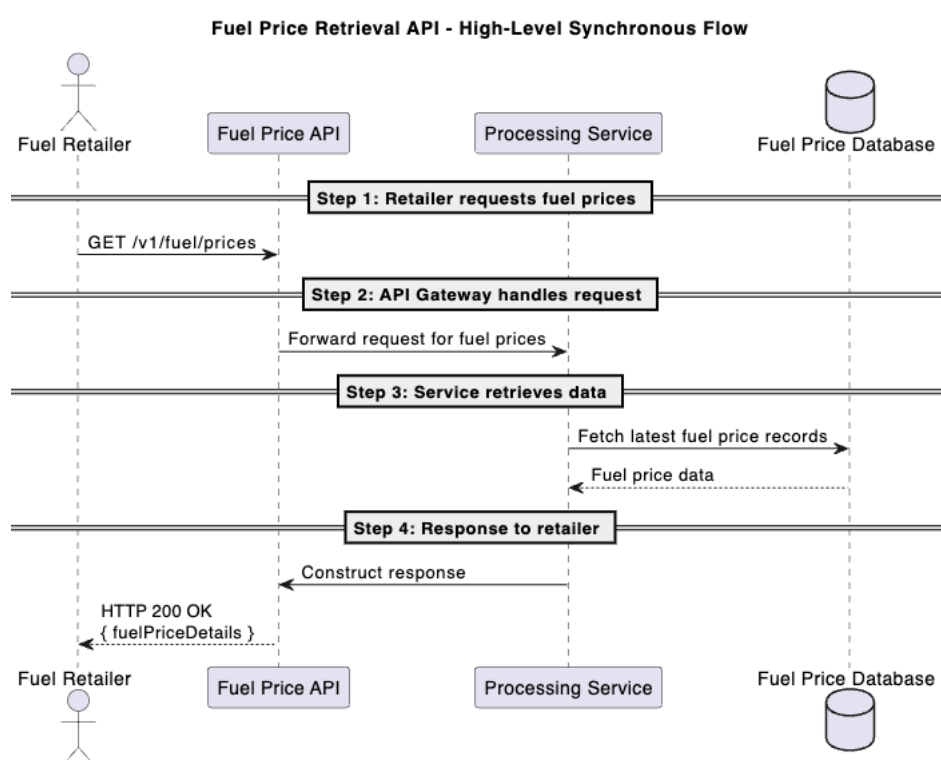 Fuel Price Retrieval API - High-Level Synchronous Flow
Fuel Retailer
Fuel Price API
Processing Service
Fuel Price Database
Step 1: Retailer requests fuel prices
GET /v1/fuel/prices
Step 2: API Gateway handles request
Forward request for fuel prices
Step 3: Service retrieves data
Fetch latest fuel price records
Fuel price data
Step 4: Response to retailer
Construct response
HTTP 200 OK
{ fuelPriceDetails }
Fuel Retailer
Fuel Price API
Processing Service
Fuel Price Database